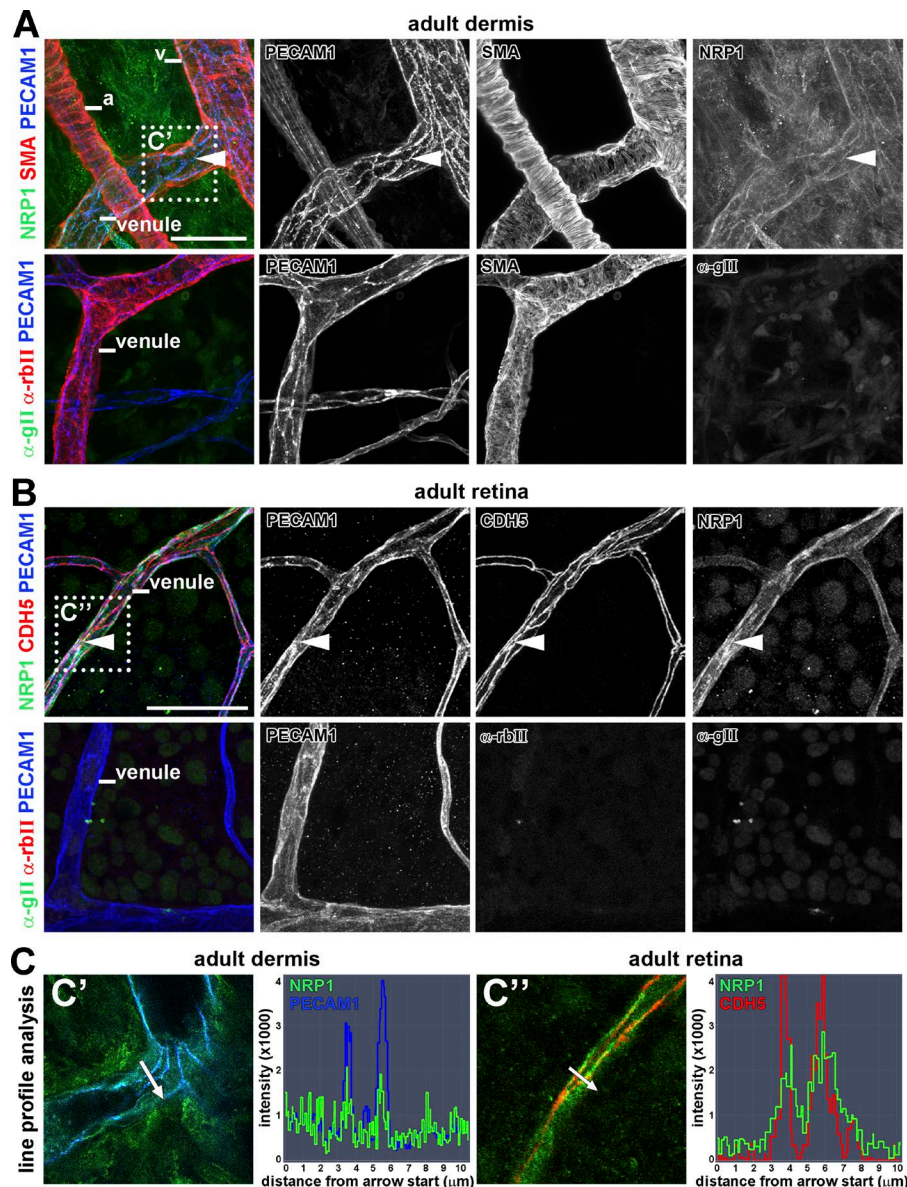 A
adult dermis
NRP1 SMA PECAM1
v
a
C'
venule
PECAM1
SMA
NRP1
α-gII α-rbII PECAM1
venule
PECAM1
SMA
α-gII
B
adult retina
NRP1 CDH5 PECAM1
venule
C''
PECAM1
CDH5
NRP1
α-gII α-rbII PECAM1
venule
PECAM1
α-rbII
α-gII
C
adult dermis
adult retina
line profile analysis
C'
NRP1
PECAM1
intensity (x1000)
4
3
2
1
0
0 1 2 3 4 5 6 7 8 9 10
distance from arrow start (μm)
C''
NRP1
CDH5
intensity (x1000)
4
3
2
1
0
0 1 2 3 4 5 6 7 8 9 10
distance from arrow start (μm)